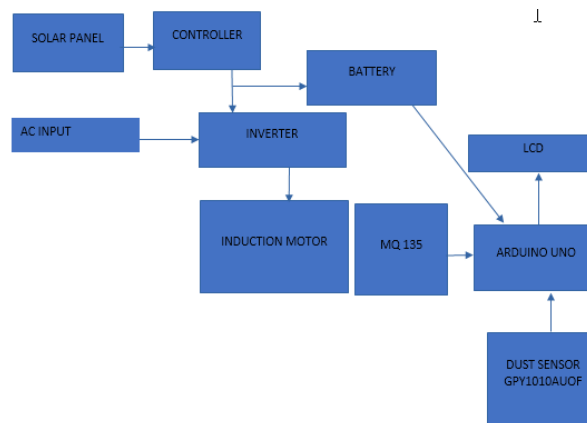 SOLAR PANEL
CONTROLLER
BATTERY
AC INPUT
INVERTER
LCD
INDUCTION MOTOR
MQ 135
ARDUINO UNO
DUST SENSOR
GPY1010AUOF